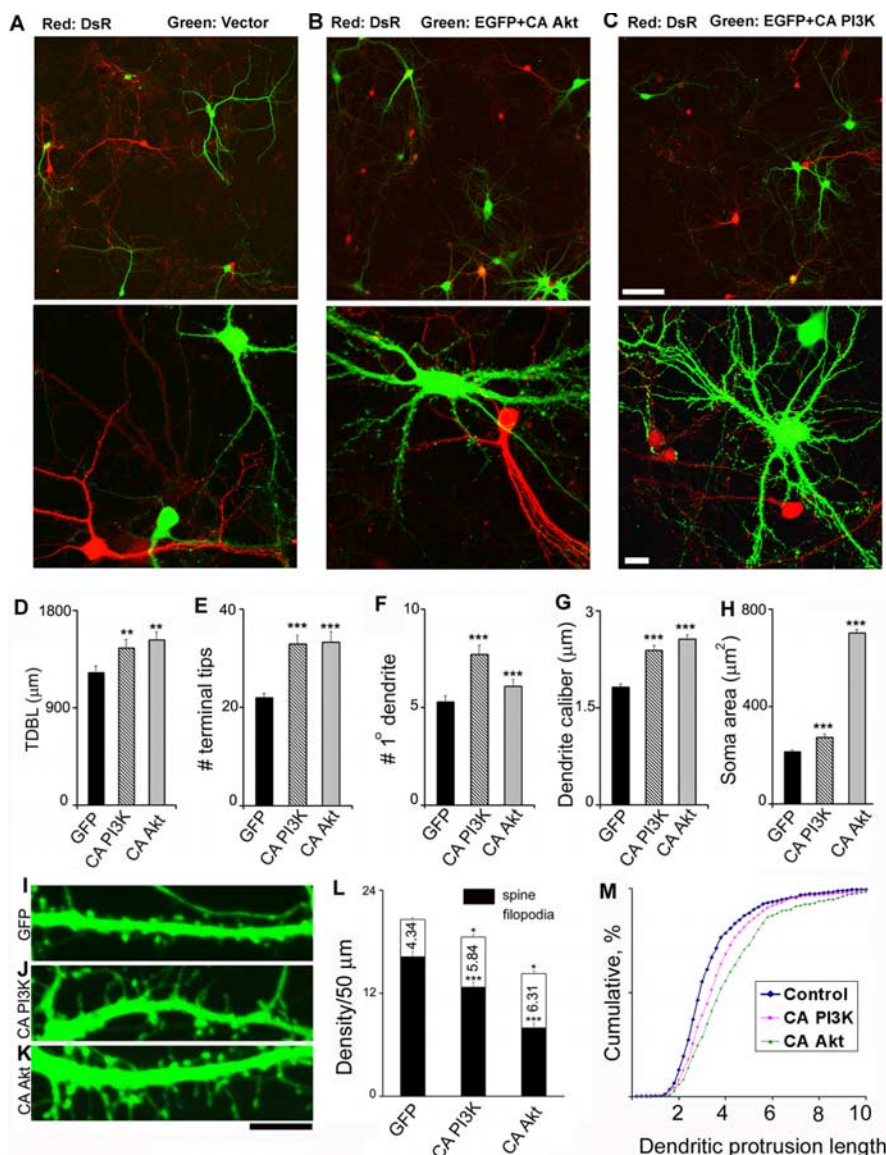 A Red: DsR Green: Vector
B Red: DsR Green: EGFP+CA Akt
C Red: DsR Green: EGFP+CA PI3K
D
1800
900
0
TDBL (μm)
**
**
GFP
CA PI3K
CA Akt
E
40
20
0
# terminal tips
***
***
GFP
CA PI3K
CA Akt
F
10
5
0
# 1° dendrite
***
***
GFP
CA PI3K
CA Akt
G
3
1.5
0
Dendrite caliber (μm)
***
***
GFP
CA PI3K
CA Akt
H
800
400
0
Soma area (μm²)
***
***
GFP
CA PI3K
CA Akt
I
GFP
J
CA PI3K
K
CA Akt
L
24
12
0
Density/50 μm
spine
filopodia
4.34
*
5.84
***
*
6.31
***
GFP
CA PI3K
CA Akt
M
Cumulative, %
Control
CA PI3K
CA Akt
2 4 6 8 10
Dendritic protrusion length